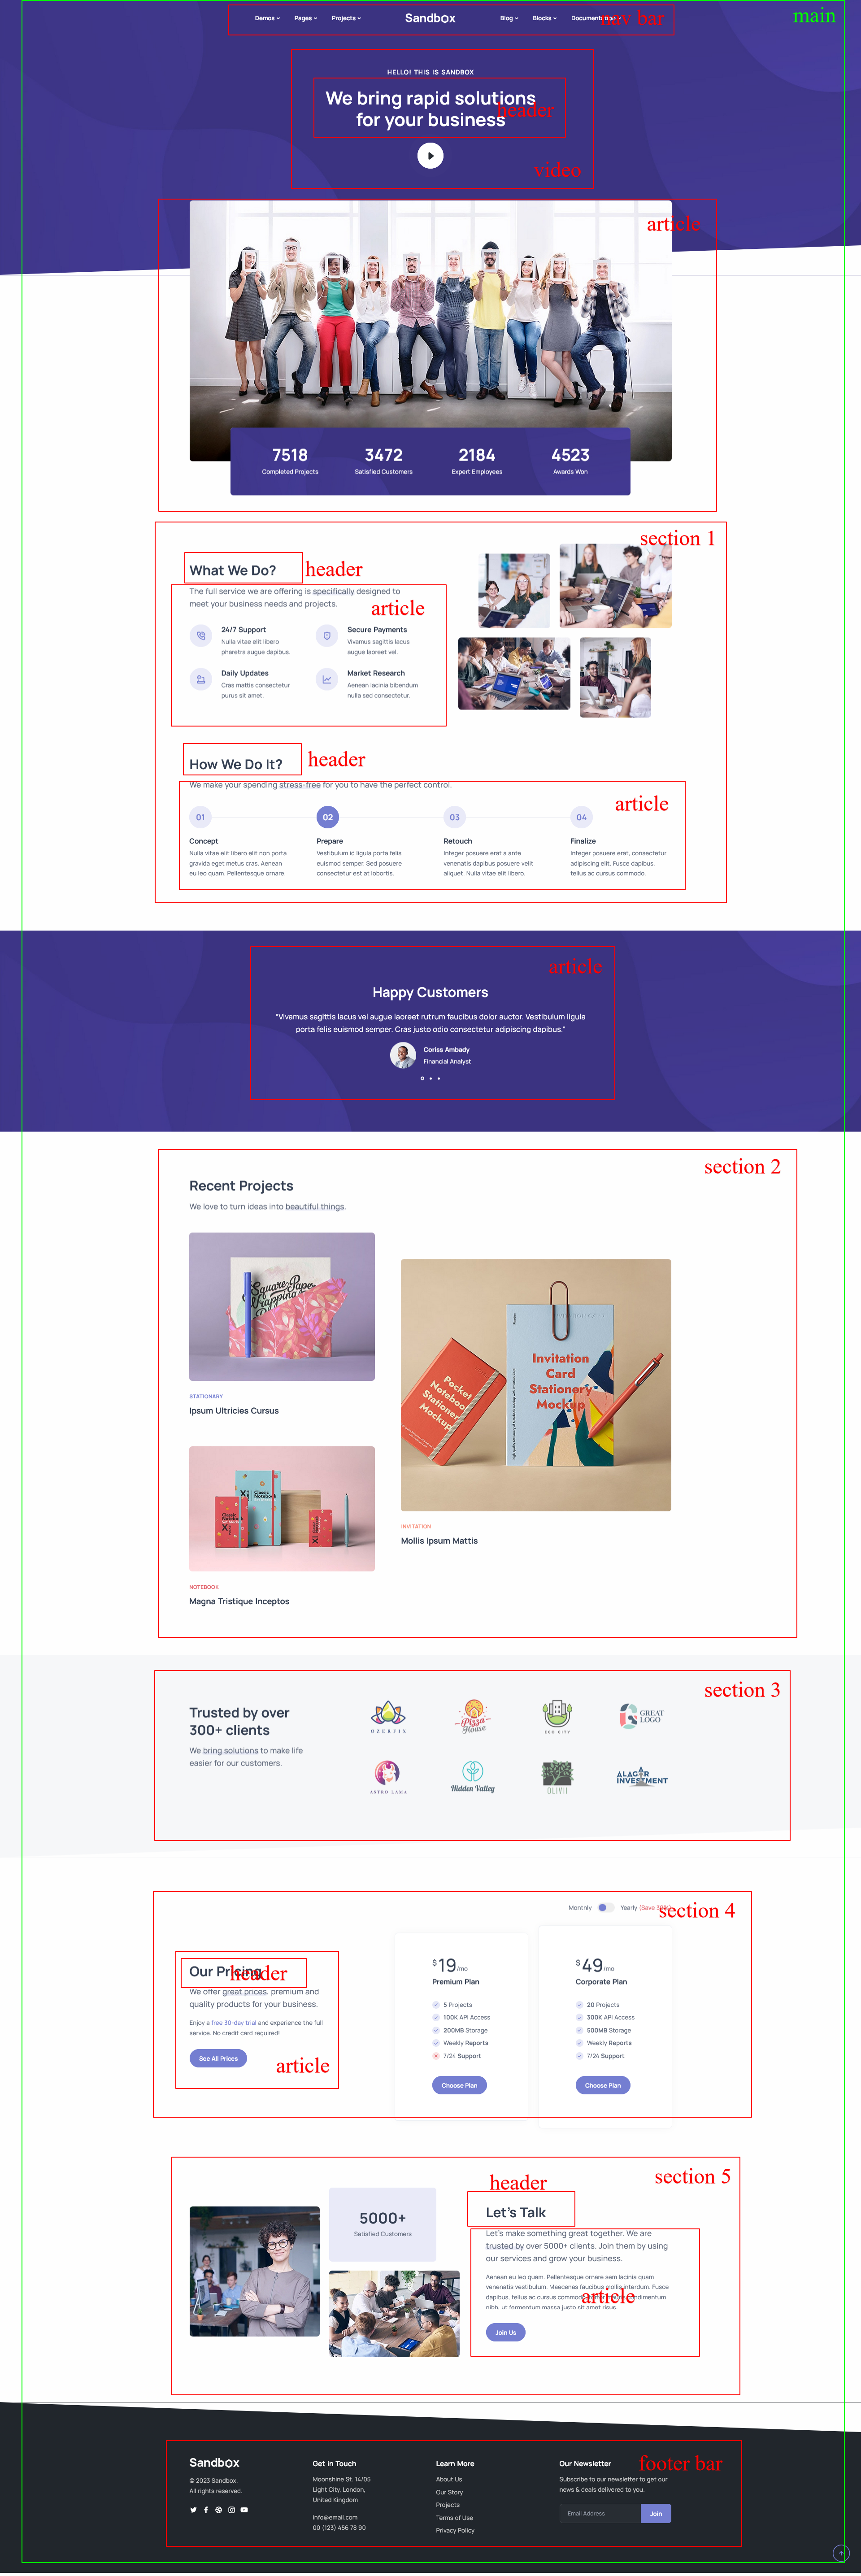 Demos Pages Projects Sandbox Blog Blocks Documentation
nav bar
main
HELLO! THIS IS SANDBOX
We bring rapid solutions
for your business
header
video
article
7518 3472 2184 4523
Completed Projects Satisfied Customers Expert Employees Awards Won
section 1
What We Do?
header
The full service we are offering is specifically designed to
meet your business needs and projects.
article
24/7 Support
Nulla vitae elit libero
pharetra augue dapibus.
Secure Payments
Vivamus sagittis lacus
augue laoreet vel.
Daily Updates
Cras mattis consectetur
purus sit amet.
Market Research
Aenean lacinia bibendum
nulla sed consectetur.
How We Do It?
header
We make your spending stress-free for you to have the perfect control.
article
01
Concept
Nulla vitae elit libero elit non porta
gravida eget metus cras. Aenean
eu leo quam. Pellentesque ornare.
02
Prepare
Vestibulum id ligula porta felis
euismod semper. Sed posuere
consectetur est at lobortis.
03
Retouch
Integer posuere erat a ante
venenatis dapibus posuere velit
aliquet. Nulla vitae elit libero.
04
Finalize
Integer posuere erat, consectetur
adipiscing elit. Fusce dapibus,
tellus ac cursus commodo.
article
Happy Customers
"Vivamus sagittis lacus vel augue laoreet rutrum faucibus dolor auctor. Vestibulum ligula
porta felis euismod semper. Cras justo odio consectetur adipiscing dapibus."
Coriss Ambady
Financial Analyst
section 2
Recent Projects
We love to turn ideas into beautiful things.
Square Paper
Wrapping
STATIONARY
Ipsum Ultricies Cursus
Pocket
Notebook
Stationery
Mockup
Invitation
Card
Stationery
Mockup
INVITATION
Mollis Ipsum Mattis
Classic
Notebook
NOTEBOOK
Magna Tristique Inceptos
section 3
Trusted by over
300+ clients
We bring solutions to make life
easier for our customers.
OZERFIX
Pizza
House
ECO CITY
GREAT
LOGO
ASTRO LAMA
Hidden Valley
OLIVII
ALAGER
INVESTMENT
section 4
Monthly Yearly (Save 30%)
Our Pricing
header
We offer great prices, premium and
quality products for your business.
Enjoy a free 30-day trial and experience the full
service. No credit card required!
See All Prices
article
$19/mo
Premium Plan
5 Projects
100K API Access
200MB Storage
Weekly Reports
7/24 Support
Choose Plan
$49/mo
Corporate Plan
20 Projects
300K API Access
500MB Storage
Weekly Reports
7/24 Support
Choose Plan
section 5
header
5000+
Satisfied Customers
Let's Talk
Let's make something great together. We are
trusted by over 5000+ clients. Join them by using
our services and grow your business.
Aenean eu leo quam. Pellentesque ornare sem lacinia quam
venenatis vestibulum. Maecenas faucibus mollis interdum. Fusce
dapibus, tellus ac cursus commodo, condimentum
nibh, ut fermentum massa justo sit amet risus.
article
Join Us
footer bar
Sandbox
© 2023 Sandbox.
All rights reserved.
Get in Touch
Moonshine St. 14/05
Light City, London,
United Kingdom
info@email.com
00 (123) 456 78 90
Learn More
About Us
Our Story
Projects
Terms of Use
Privacy Policy
Our Newsletter
Subscribe to our newsletter to get our
news & deals delivered to you.
Email Address Join